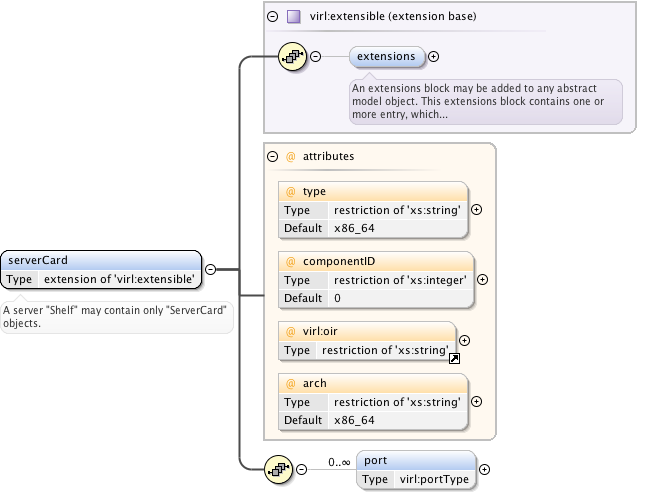 virl:extensible (extension base)
extensions
An extensions block may be added to any abstract
model object. This extensions block contains one or
more entry, which...
@ attributes
@ type
Type restriction of 'xs:string'
Default x86_64
@ componentID
Type restriction of 'xs:integer'
Default 0
@ virl:oir
Type restriction of 'xs:string'
@ arch
Type restriction of 'xs:string'
Default x86_64
serverCard
Type extension of 'virl:extensible'
A server "Shelf" may contain only "ServerCard"
objects.
0..∞
port
Type virl:portType